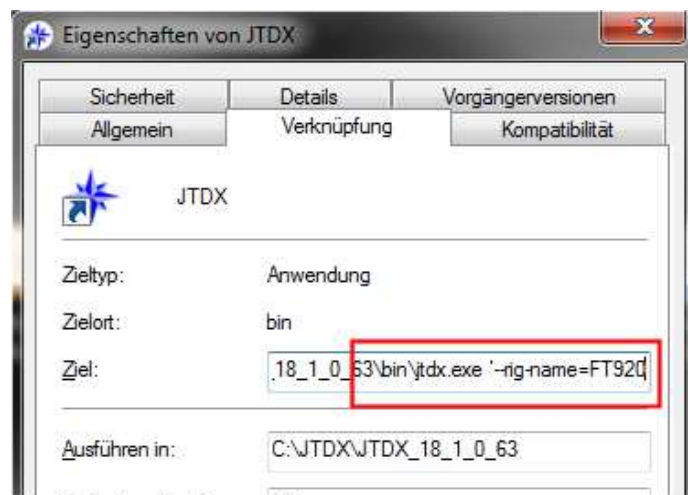 Eigenschaften von JTDX
Sicherheit Details Vorgängerversionen
Allgemein Verknüpfung Kompatibilität
JTDX
Zieltyp: Anwendung
Zielort: bin
Ziel: .18_1_0_63\bin\jtdx.exe '--rig-name=FT920
Ausführen in: C:\JTDX\JTDX_18_1_0_63